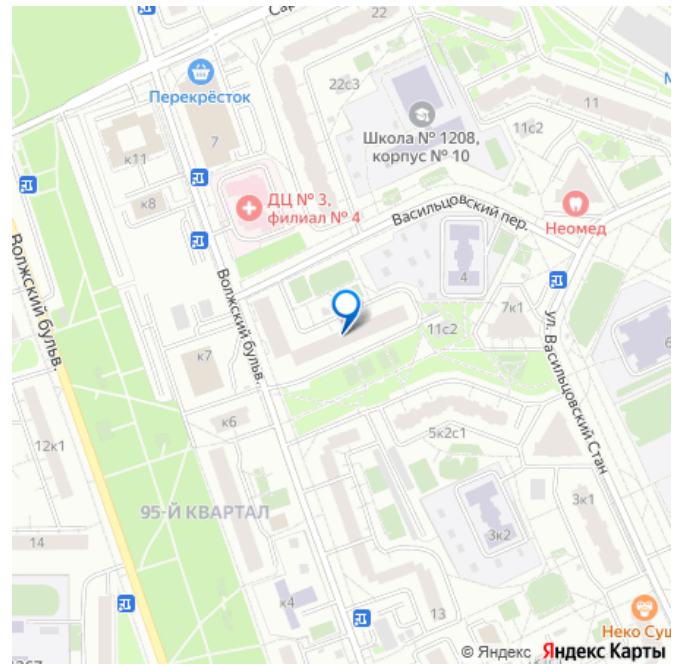 22
Перекрёсток
22с3
11
Школа № 1208,
корпус № 10
11с2
7
к11
ДЦ № 3,
филиал № 4
к8
Васильцовский пер.
Неомед
4
Волжский бульв.
Волжский бульв.
7к1
11с2
ул. Васильцовский Стан
к7
к6
12к1
5к2с1
95-Й КВАРТАЛ
3к1
3к2
14
к4
13
Неко Суш
© Яндекс Яндекс Карты